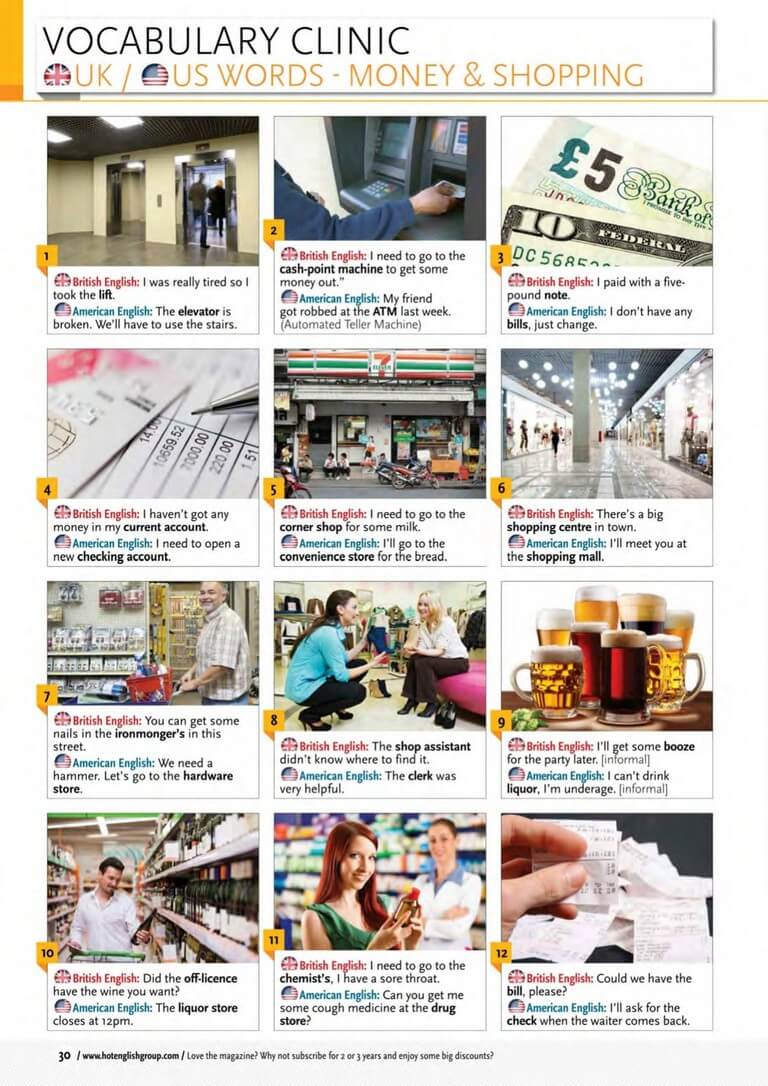 VOCABULARY CLINIC
UK / US WORDS - MONEY & SHOPPING
1
British English: I was really tired so I
took the lift.
American English: The elevator is
broken. We'll have to use the stairs.
2
British English: I need to go to the
cash-point machine to get some
money out."
American English: My friend
got robbed at the ATM last week.
(Automated Teller Machine)
£5
Bank of
10
FEDERAL
3
British English: I paid with a five-
pound note.
American English: I don't have any
bills, just change.
14.00
10659.52
7000.00
220.00
1.51
4
British English: I haven't got any
money in my current account.
American English: I need to open a
new checking account.
7
ELEVEN
5
British English: I need to go to the
corner shop for some milk.
American English: I'll go to the
convenience store for the bread.
6
British English: There's a big
shopping centre in town.
American English: I'll meet you at
the shopping mall.
7
British English: You can get some
nails in the ironmonger's in this
street.
American English: We need a
hammer. Let's go to the hardware
store.
8
British English: The shop assistant
didn't know where to find it.
American English: The clerk was
very helpful.
9
British English: I'll get some booze
for the party later. [informal]
American English: I can't drink
liquor, I'm underage. [informal]
10
British English: Did the off-licence
have the wine you want?
American English: The liquor store
closes at 12pm.
11
British English: I need to go to the
chemist's, I have a sore throat.
American English: Can you get me
some cough medicine at the drug
store?
12
British English: Could we have the
bill, please?
American English: I'll ask for the
check when the waiter comes back.
30 / www.hotenglishgroup.com / Love the magazine? Why not subscribe for 2 or 3 years and enjoy some big discounts?